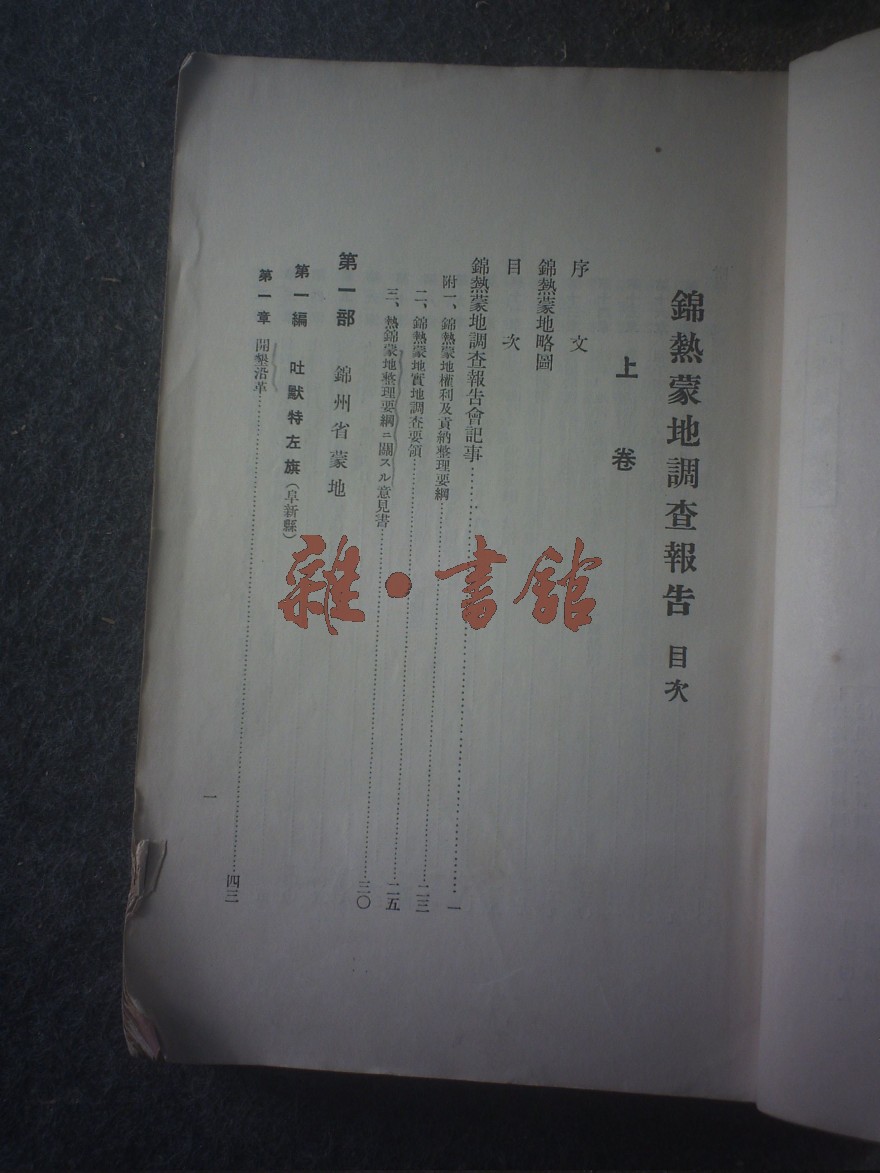 錦熱蒙地調査報告 目次
上卷
序文
錦熱蒙地略圖
目次
錦熱蒙地調査報告會記事…………一
附一、錦熱蒙地權利及貢納整理要綱…………二三
二、錦熱蒙地實地調査要領…………二五
三、熱錦蒙地整理要綱ニ關スル意見書…………三〇
第一部 錦州省蒙地
第一編 吐默特左旗(阜新縣)
第一章 開墾沿革…………四三
一
雜·書館